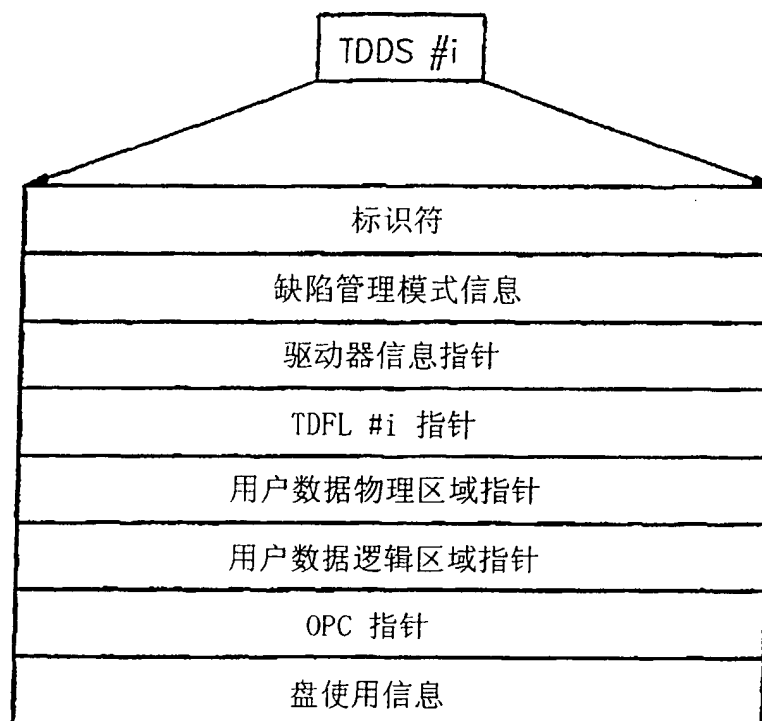 TDDS #i
标识符
缺陷管理模式信息
驱动器信息指针
TDFL #i 指针
用户数据物理区域指针
用户数据逻辑区域指针
OPC 指针
盘使用信息